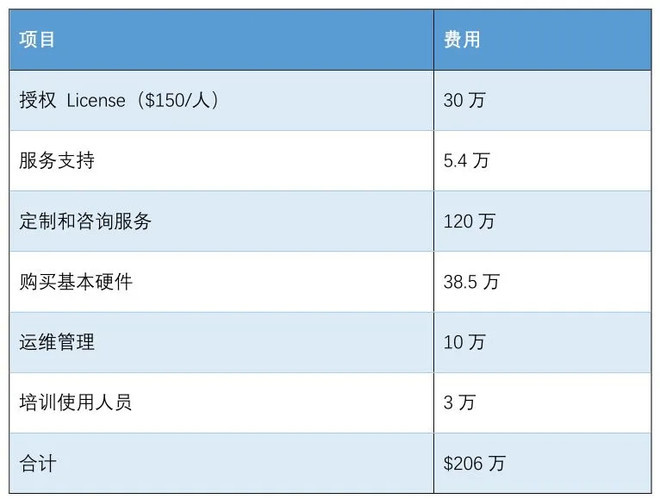 项目 费用
授权 License（$150/人） 30 万
服务支持 5.4 万
定制和咨询服务 120 万
购买基本硬件 38.5 万
运维管理 10 万
培训使用人员 3 万
合计 $206 万